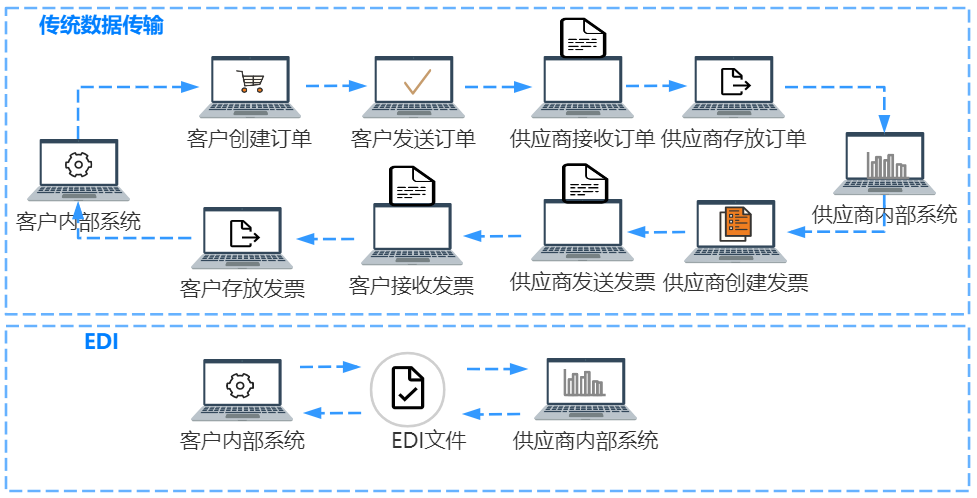 传统数据传输
客户创建订单
客户发送订单
供应商接收订单
供应商存放订单
客户内部系统
供应商内部系统
客户存放发票
客户接收发票
供应商发送发票
供应商创建发票
EDI
客户内部系统
EDI文件
供应商内部系统